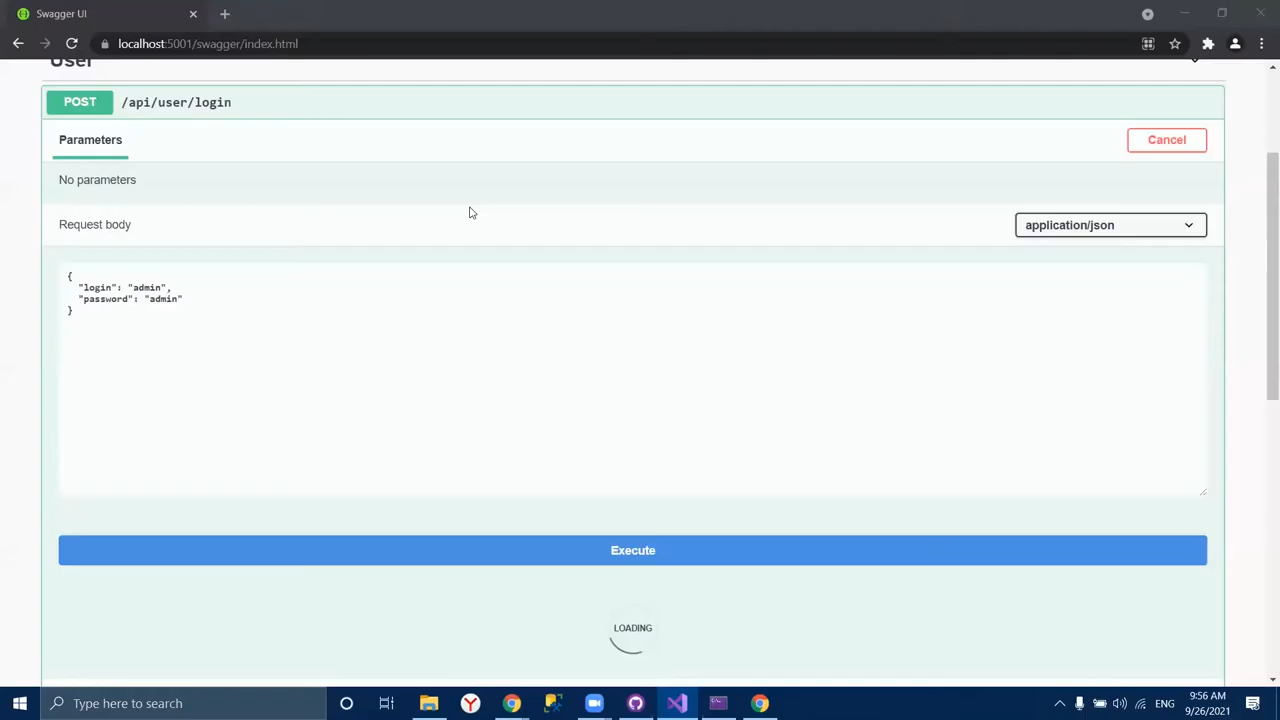 Swagger UI
localhost:5001/swagger/index.html
User
POST /api/user/login
Parameters
Cancel
No parameters
Request body
application/json
{
"login": "admin",
"password": "admin"
}
Execute
LOADING
Type here to search
ENG
9:56 AM
9/26/2021